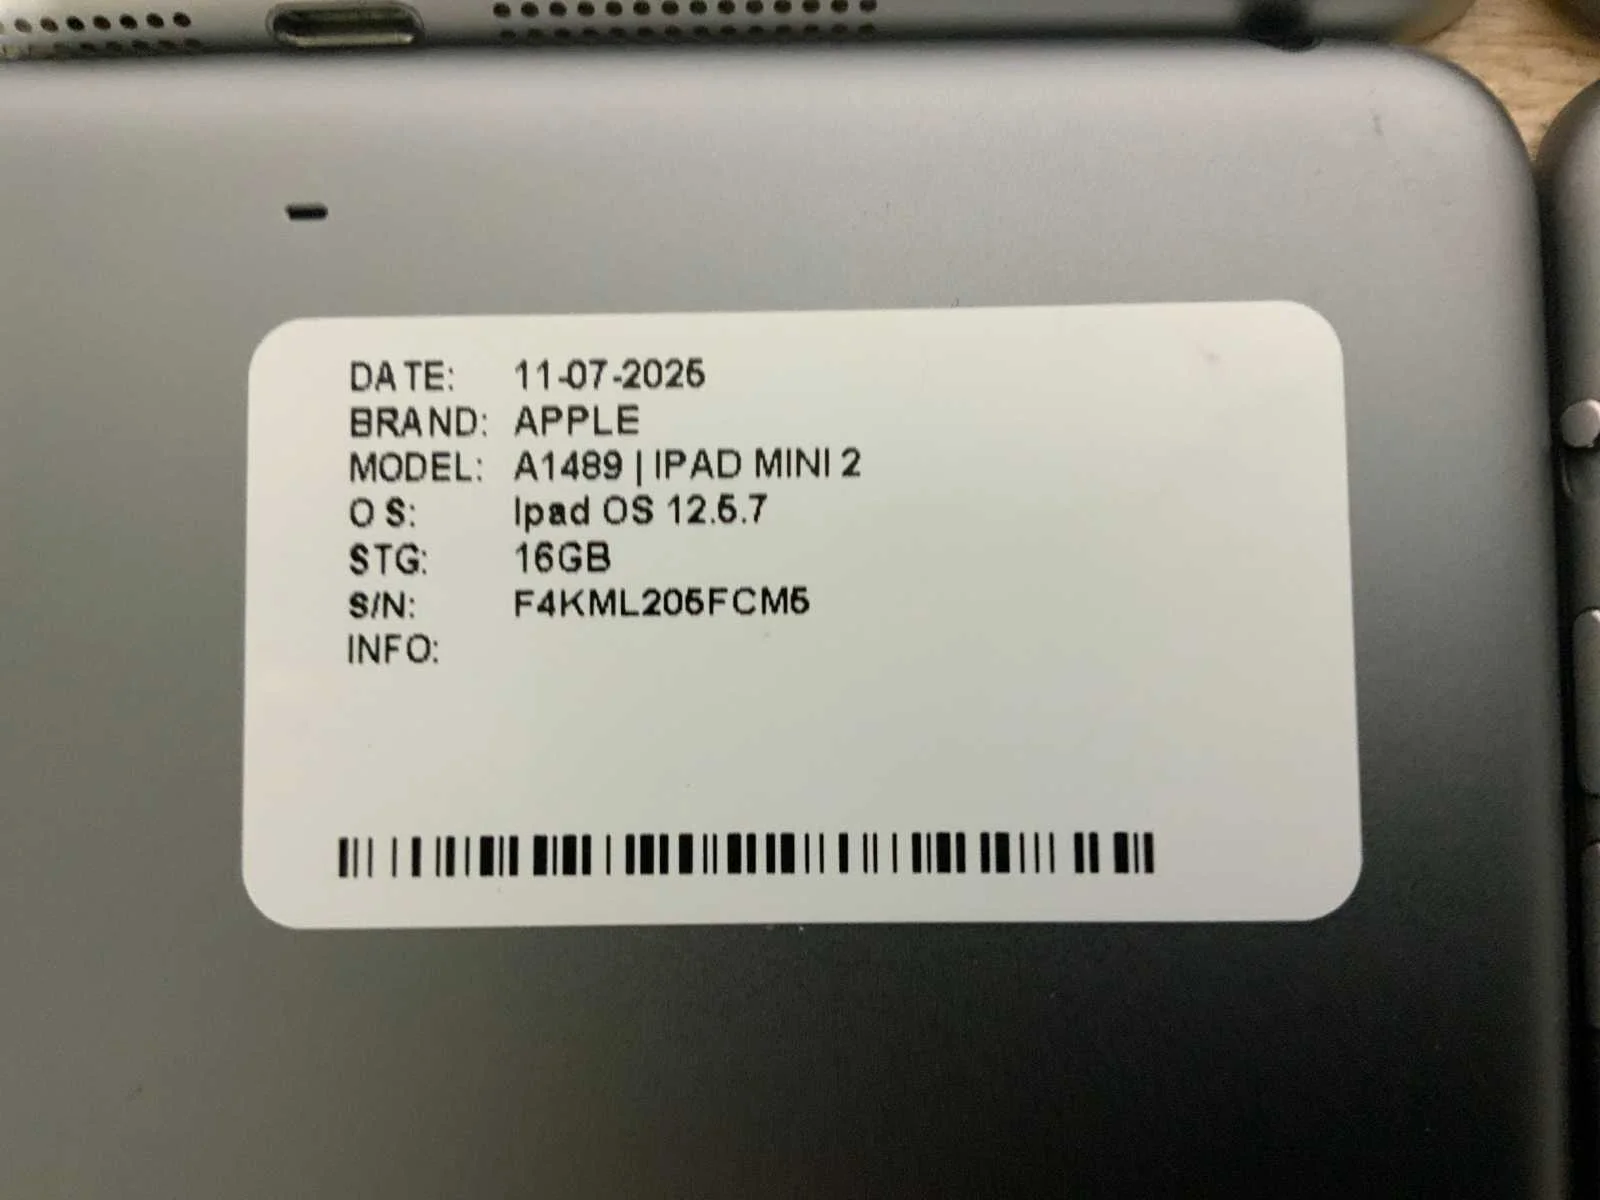 DATE: 11-07-2025
BRAND: APPLE
MODEL: A1489 | IPAD MINI 2
OS: Ipad OS 12.5.7
STG: 16GB
S/N: F4KML205FCM5
INFO: